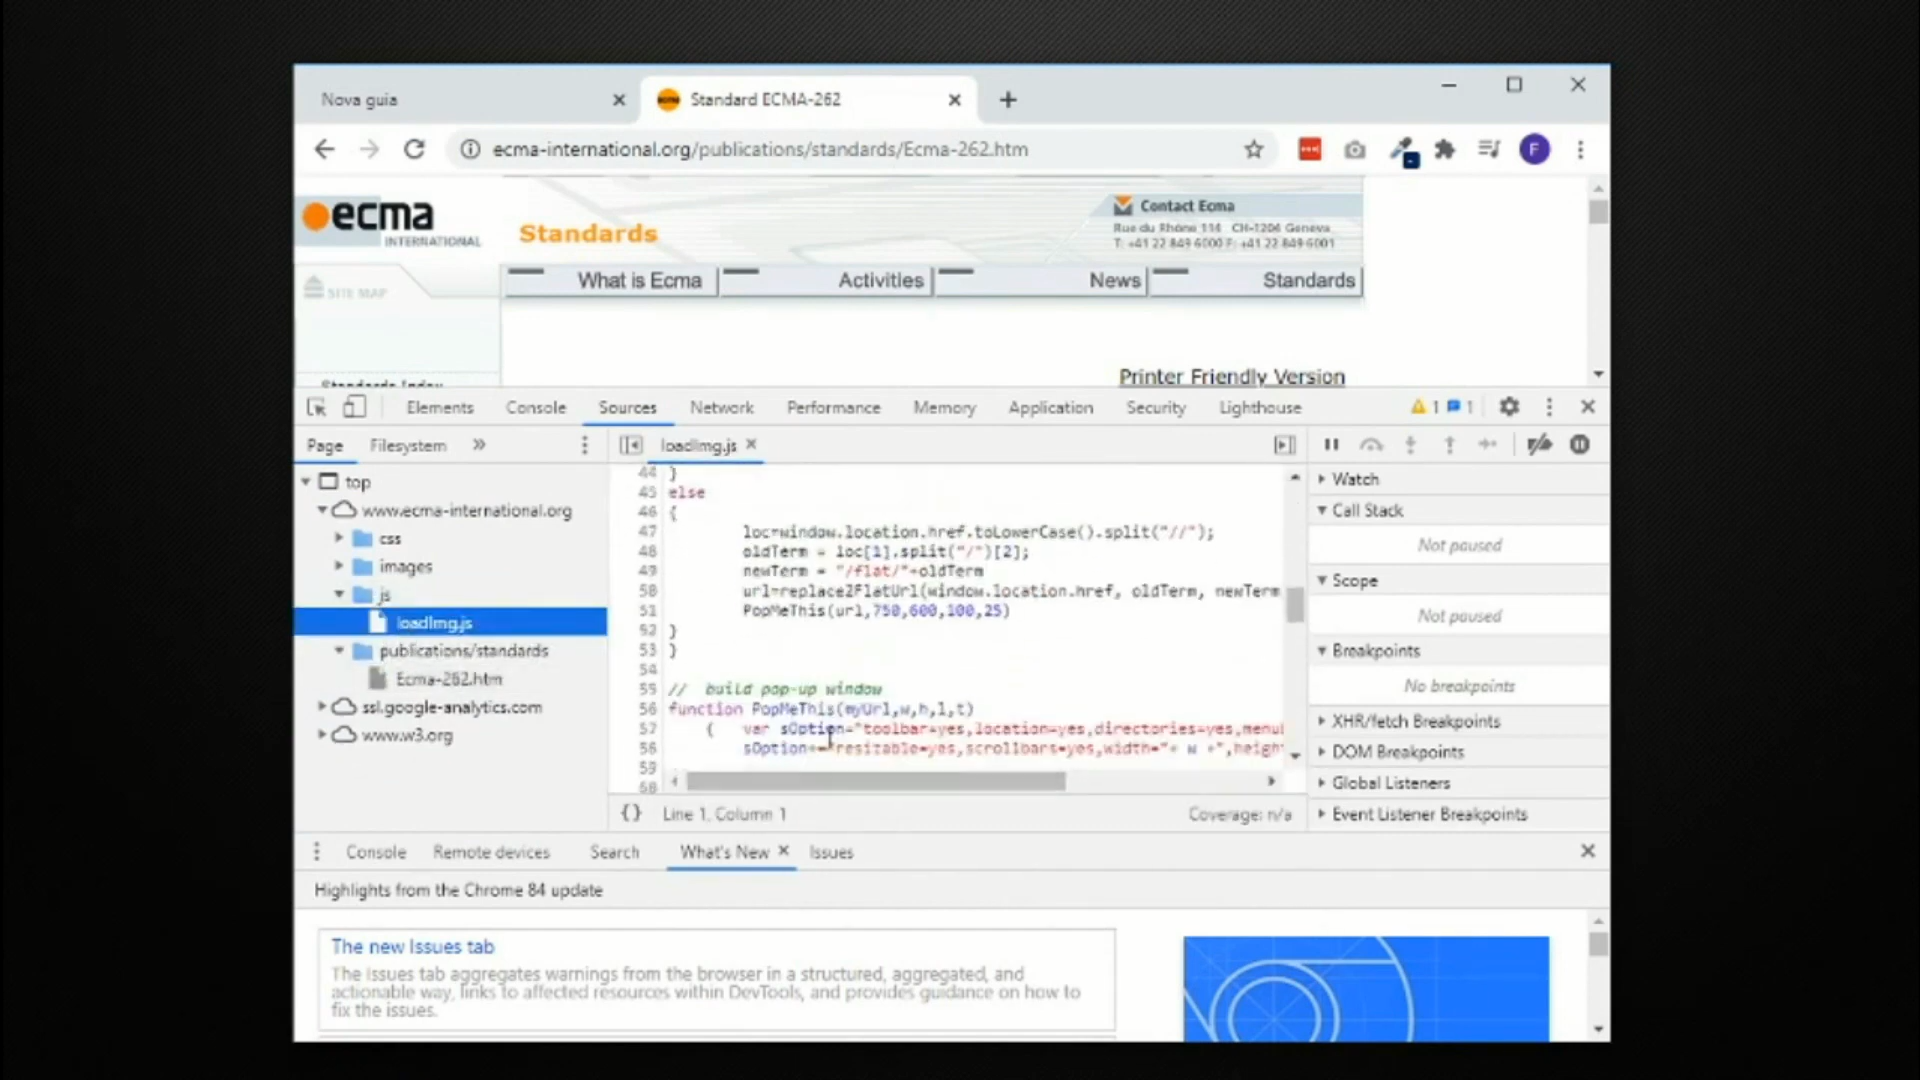 Nova guia
Standard ECMA-262
ecma-international.org/publications/standards/Ecma-262.htm
F
ecma
INTERNATIONAL
Standards
Contact Ecma
Rue du Rhône 114 CH-1204 Geneva
T: +41 22 849 6000 F: +41 22 849 6001
SITE MAP
What is Ecma
Activities
News
Standards
Standards Index
Printer Friendly Version
Elements Console Sources Network Performance Memory Application Security Lighthouse 1 1
Page Filesystem »
loadImg.js
top
www.ecma-international.org
css
images
js
loadImg.js
publications/standards
Ecma-262.htm
ssl.google-analytics.com
www.w3.org
44 }
45 else
46 {
47 loc=window.location.href.toLowerCase().split("//");
48 oldTerm = loc[1].split("/")[2];
49 newTerm = "/flat/"+oldTerm
50 url=replace2FlatUrl(window.location.href, oldTerm, newTerm
51 PopMeThis(url,750,600,100,25)
52 }
53 }
54
55 // build pop-up window
56 function PopMeThis(myUrl,w,h,l,t)
57 { var sOption="toolbar=yes,location=yes,directories=yes,menub
58 sOption+="resizable=yes,scrollbars=yes,width="+ w +",height
59
60
{} Line 1, Column 1
Coverage: n/a
Watch
Call Stack
Not paused
Scope
Not paused
Breakpoints
No breakpoints
XHR/fetch Breakpoints
DOM Breakpoints
Global Listeners
Event Listener Breakpoints
Console Remote devices Search What's New Issues
Highlights from the Chrome 84 update
The new Issues tab
The Issues tab aggregates warnings from the browser in a structured, aggregated, and
actionable way, links to affected resources within DevTools, and provides guidance on how to
fix the issues.